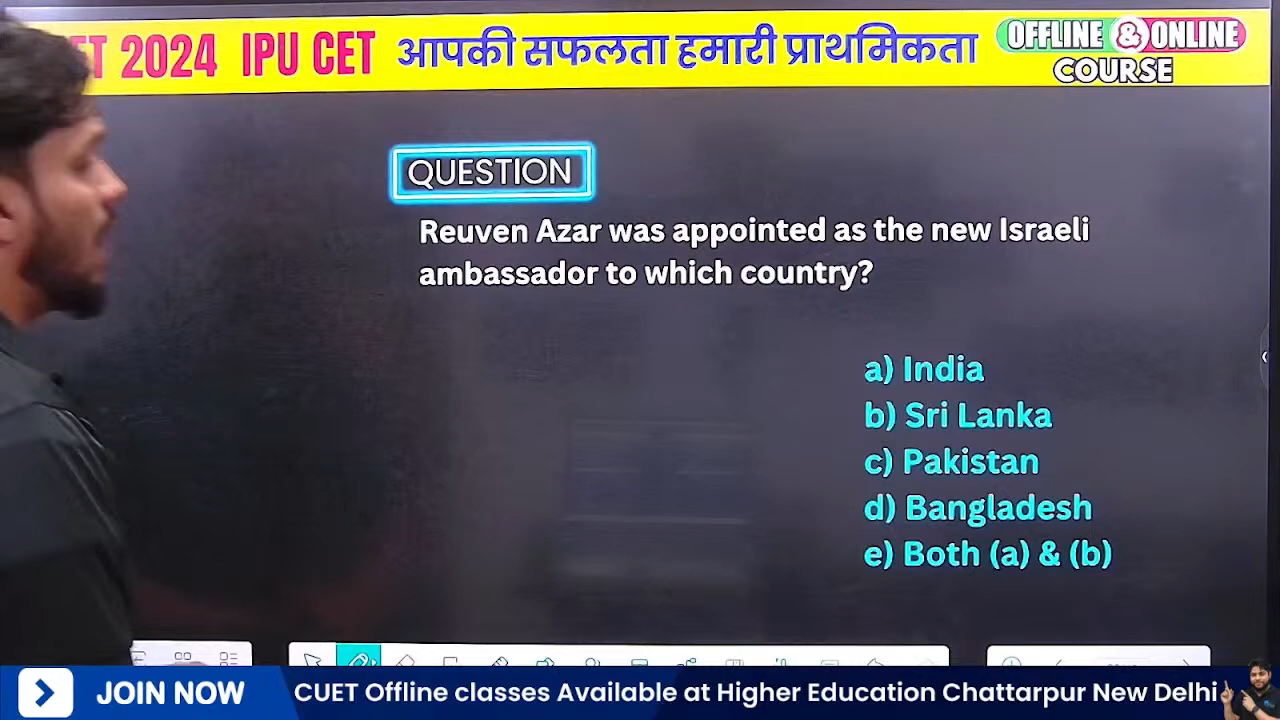 T 2024 IPU CET आपकी सफलता हमारी प्राथमिकता OFFLINE & ONLINE
COURSE
QUESTION
Reuven Azar was appointed as the new Israeli
ambassador to which country?
a) India
b) Sri Lanka
c) Pakistan
d) Bangladesh
e) Both (a) & (b)
JOIN NOW CUET Offline classes Available at Higher Education Chattarpur New Delhi